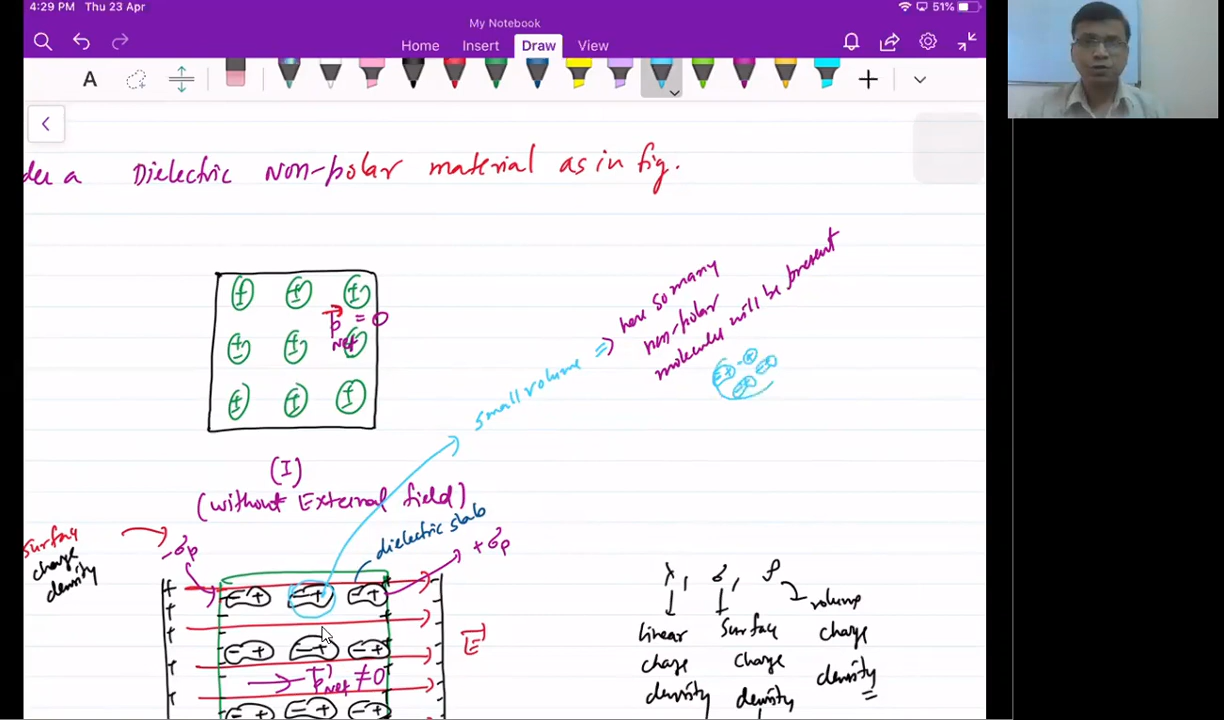 4:29 PM Thu 23 Apr
51%
My Notebook
Home Insert Draw View
A
der a Dielectric Non-polar material as in fig.
± ± ±
p⃗ Net = 0
± ± ±
± ± ±
here so many
non-polar
molecules will be present
small volume ⇒
(I)
(without External field)
dielectric slab
surface
charge
density
-σp
+σp
- + - + - +
- + - + - +
p⃗ Net ≠ 0
- + - + - +
E⃗
λ, σ, ρ
linear
charge
density
Surface
charge
density
volume
charge
density